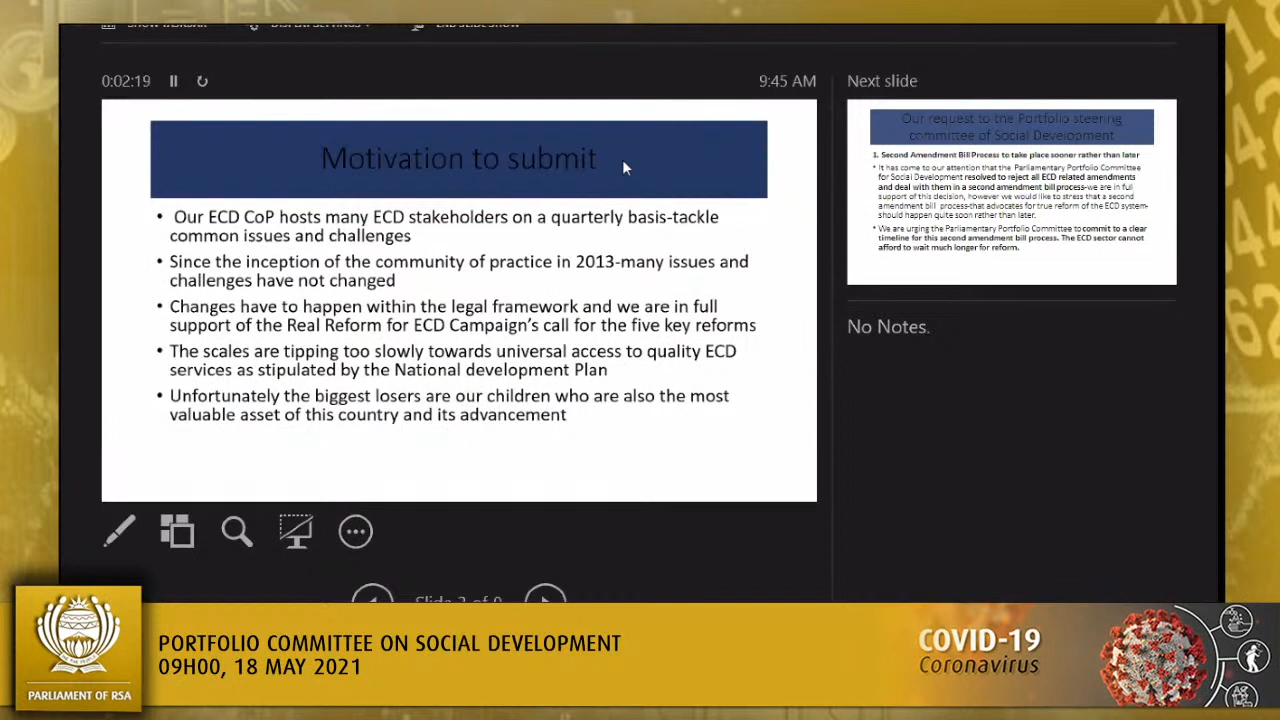 0:02:19
9:45 AM
Next slide
Motivation to submit
• Our ECD CoP hosts many ECD stakeholders on a quarterly basis-tackle
common issues and challenges
• Since the inception of the community of practice in 2013-many issues and
challenges have not changed
• Changes have to happen within the legal framework and we are in full
support of the Real Reform for ECD Campaign's call for the five key reforms
• The scales are tipping too slowly towards universal access to quality ECD
services as stipulated by the National development Plan
• Unfortunately the biggest losers are our children who are also the most
valuable asset of this country and its advancement
Our request to the Portfolio steering
committee of Social Development
1. Second Amendment Bill Process to take place sooner rather than later
• It has come to our attention that the Parliamentary Portfolio Committee
for Social Development resolved to reject all ECD related amendments
and deal with them in a second amendment bill process-we are in full
support of this decision, however we would like to stress that a second
amendment bill process-that advocates for true reform of the ECD system-
should happen quite soon rather than later.
• We are urging the Parliamentary Portfolio Committee to commit to a clear
timeline for this second amendment bill process. The ECD sector cannot
afford to wait much longer for reform.
No Notes.
PARLIAMENT OF RSA
PORTFOLIO COMMITTEE ON SOCIAL DEVELOPMENT
09H00, 18 MAY 2021
COVID-19
Coronavirus